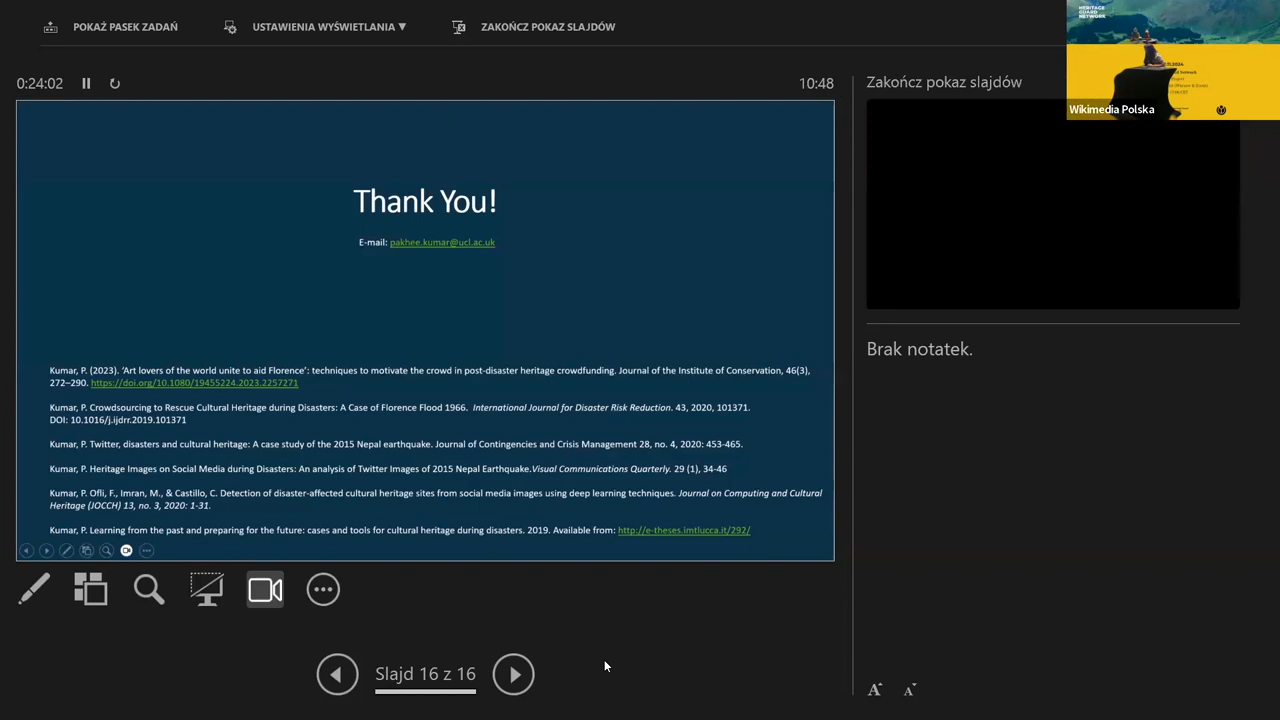 POKAŻ PASEK ZADAŃ
USTAWIENIA WYŚWIETLANIA ▼
ZAKOŃCZ POKAZ SLAJDÓW
HERITAGE
GUARD
NETWORK
Wikimedia Polska
0:24:02
10:48
Zakończ pokaz slajdów
Thank You!
E-mail: pakhee.kumar@ucl.ac.uk
Kumar, P. (2023). ‘Art lovers of the world unite to aid Florence’: techniques to motivate the crowd in post-disaster heritage crowdfunding. Journal of the Institute of Conservation, 46(3),
272–290. https://doi.org/10.1080/19455224.2023.2257271
Kumar, P. Crowdsourcing to Rescue Cultural Heritage during Disasters: A Case of Florence Flood 1966. International Journal for Disaster Risk Reduction. 43, 2020, 101371.
DOI: 10.1016/j.ijdrr.2019.101371
Kumar, P. Twitter, disasters and cultural heritage: A case study of the 2015 Nepal earthquake. Journal of Contingencies and Crisis Management 28, no. 4, 2020: 453-465.
Kumar, P. Heritage Images on Social Media during Disasters: An analysis of Twitter Images of 2015 Nepal Earthquake.Visual Communications Quarterly. 29 (1), 34-46
Kumar, P. Ofli, F., Imran, M., & Castillo, C. Detection of disaster-affected cultural heritage sites from social media images using deep learning techniques. Journal on Computing and Cultural
Heritage (JOCCH) 13, no. 3, 2020: 1-31.
Kumar, P. Learning from the past and preparing for the future: cases and tools for cultural heritage during disasters. 2019. Available from: http://e-theses.imtlucca.it/292/
Brak notatek.
Slajd 16 z 16
A A